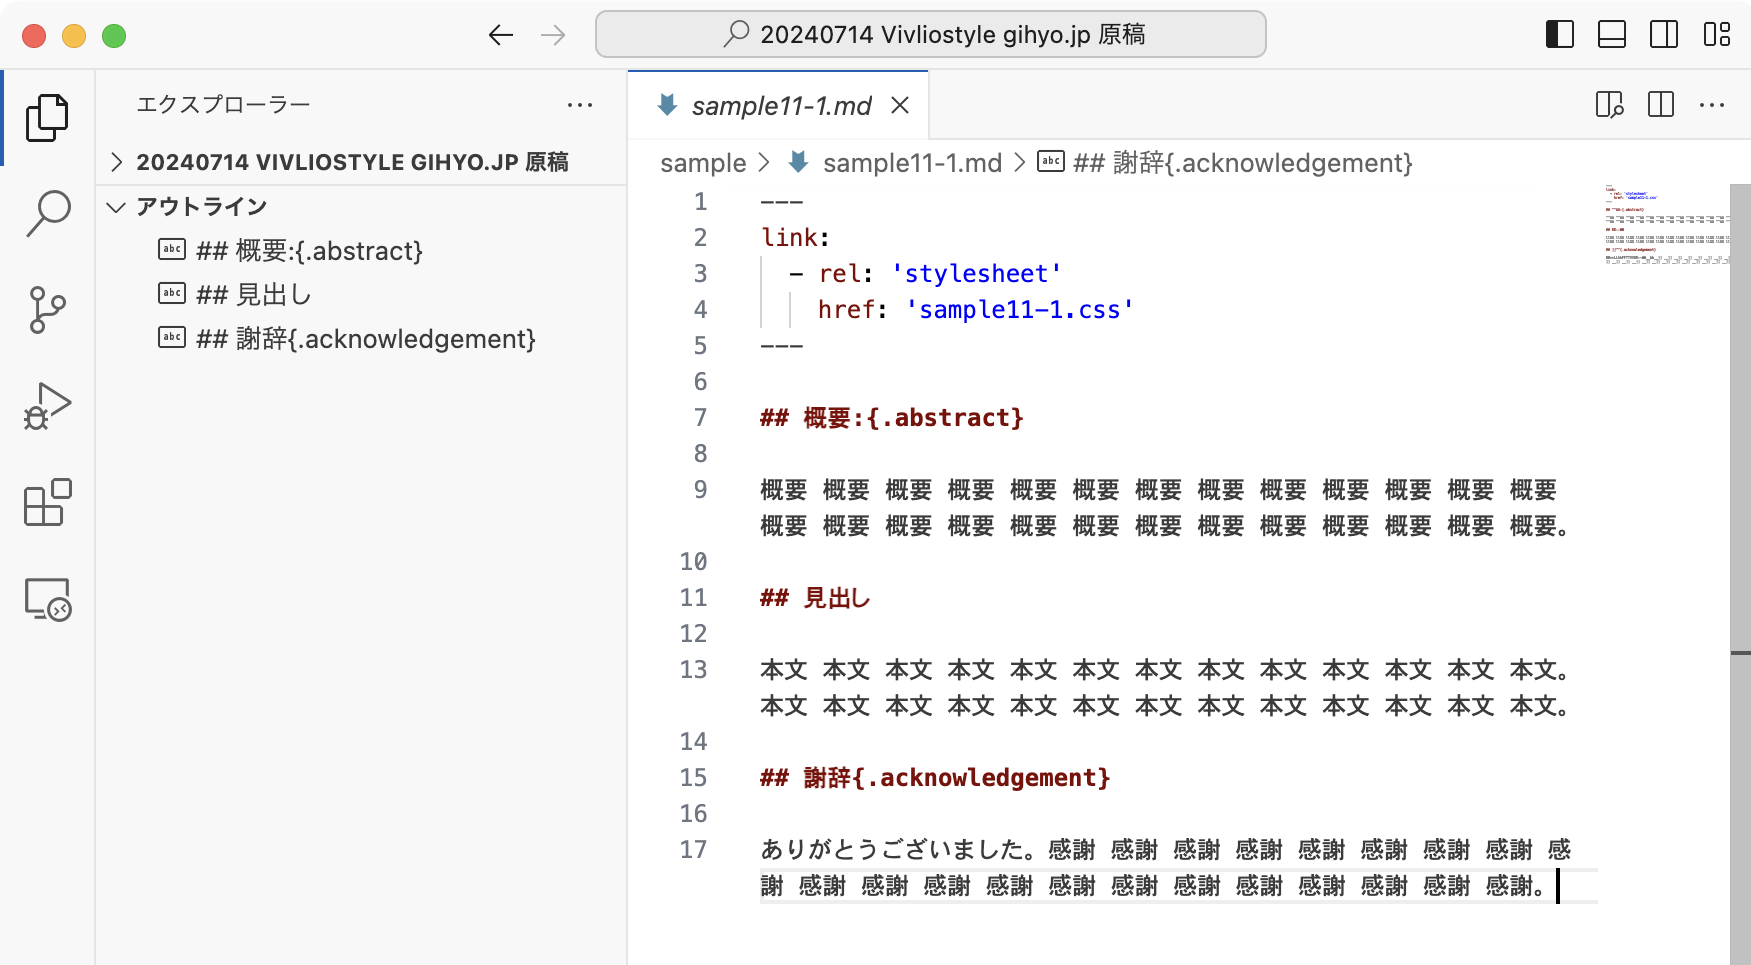 20240714 Vivliostyle gihyo.jp 原稿
エクスプローラー
20240714 VIVLIOSTYLE GIHYO.JP 原稿
アウトライン
abc ## 概要:{.abstract}
abc ## 見出し
abc ## 謝辞{.acknowledgement}
sample11-1.md
sample > sample11-1.md > abc ## 謝辞{.acknowledgement}
1 ---
2 link:
3 - rel: 'stylesheet'
4 href: 'sample11-1.css'
5 ---
6
7 ## 概要:{.abstract}
8
9 概要 概要 概要 概要 概要 概要 概要 概要 概要 概要 概要 概要 概要
概要 概要 概要 概要 概要 概要 概要 概要 概要 概要 概要 概要 概要。
10
11 ## 見出し
12
13 本文 本文 本文 本文 本文 本文 本文 本文 本文 本文 本文 本文 本文。
本文 本文 本文 本文 本文 本文 本文 本文 本文 本文 本文 本文 本文。
14
15 ## 謝辞{.acknowledgement}
16
17 ありがとうございました。感謝 感謝 感謝 感謝 感謝 感謝 感謝 感謝 感
謝 感謝 感謝 感謝 感謝 感謝 感謝 感謝 感謝 感謝 感謝 感謝 感謝。